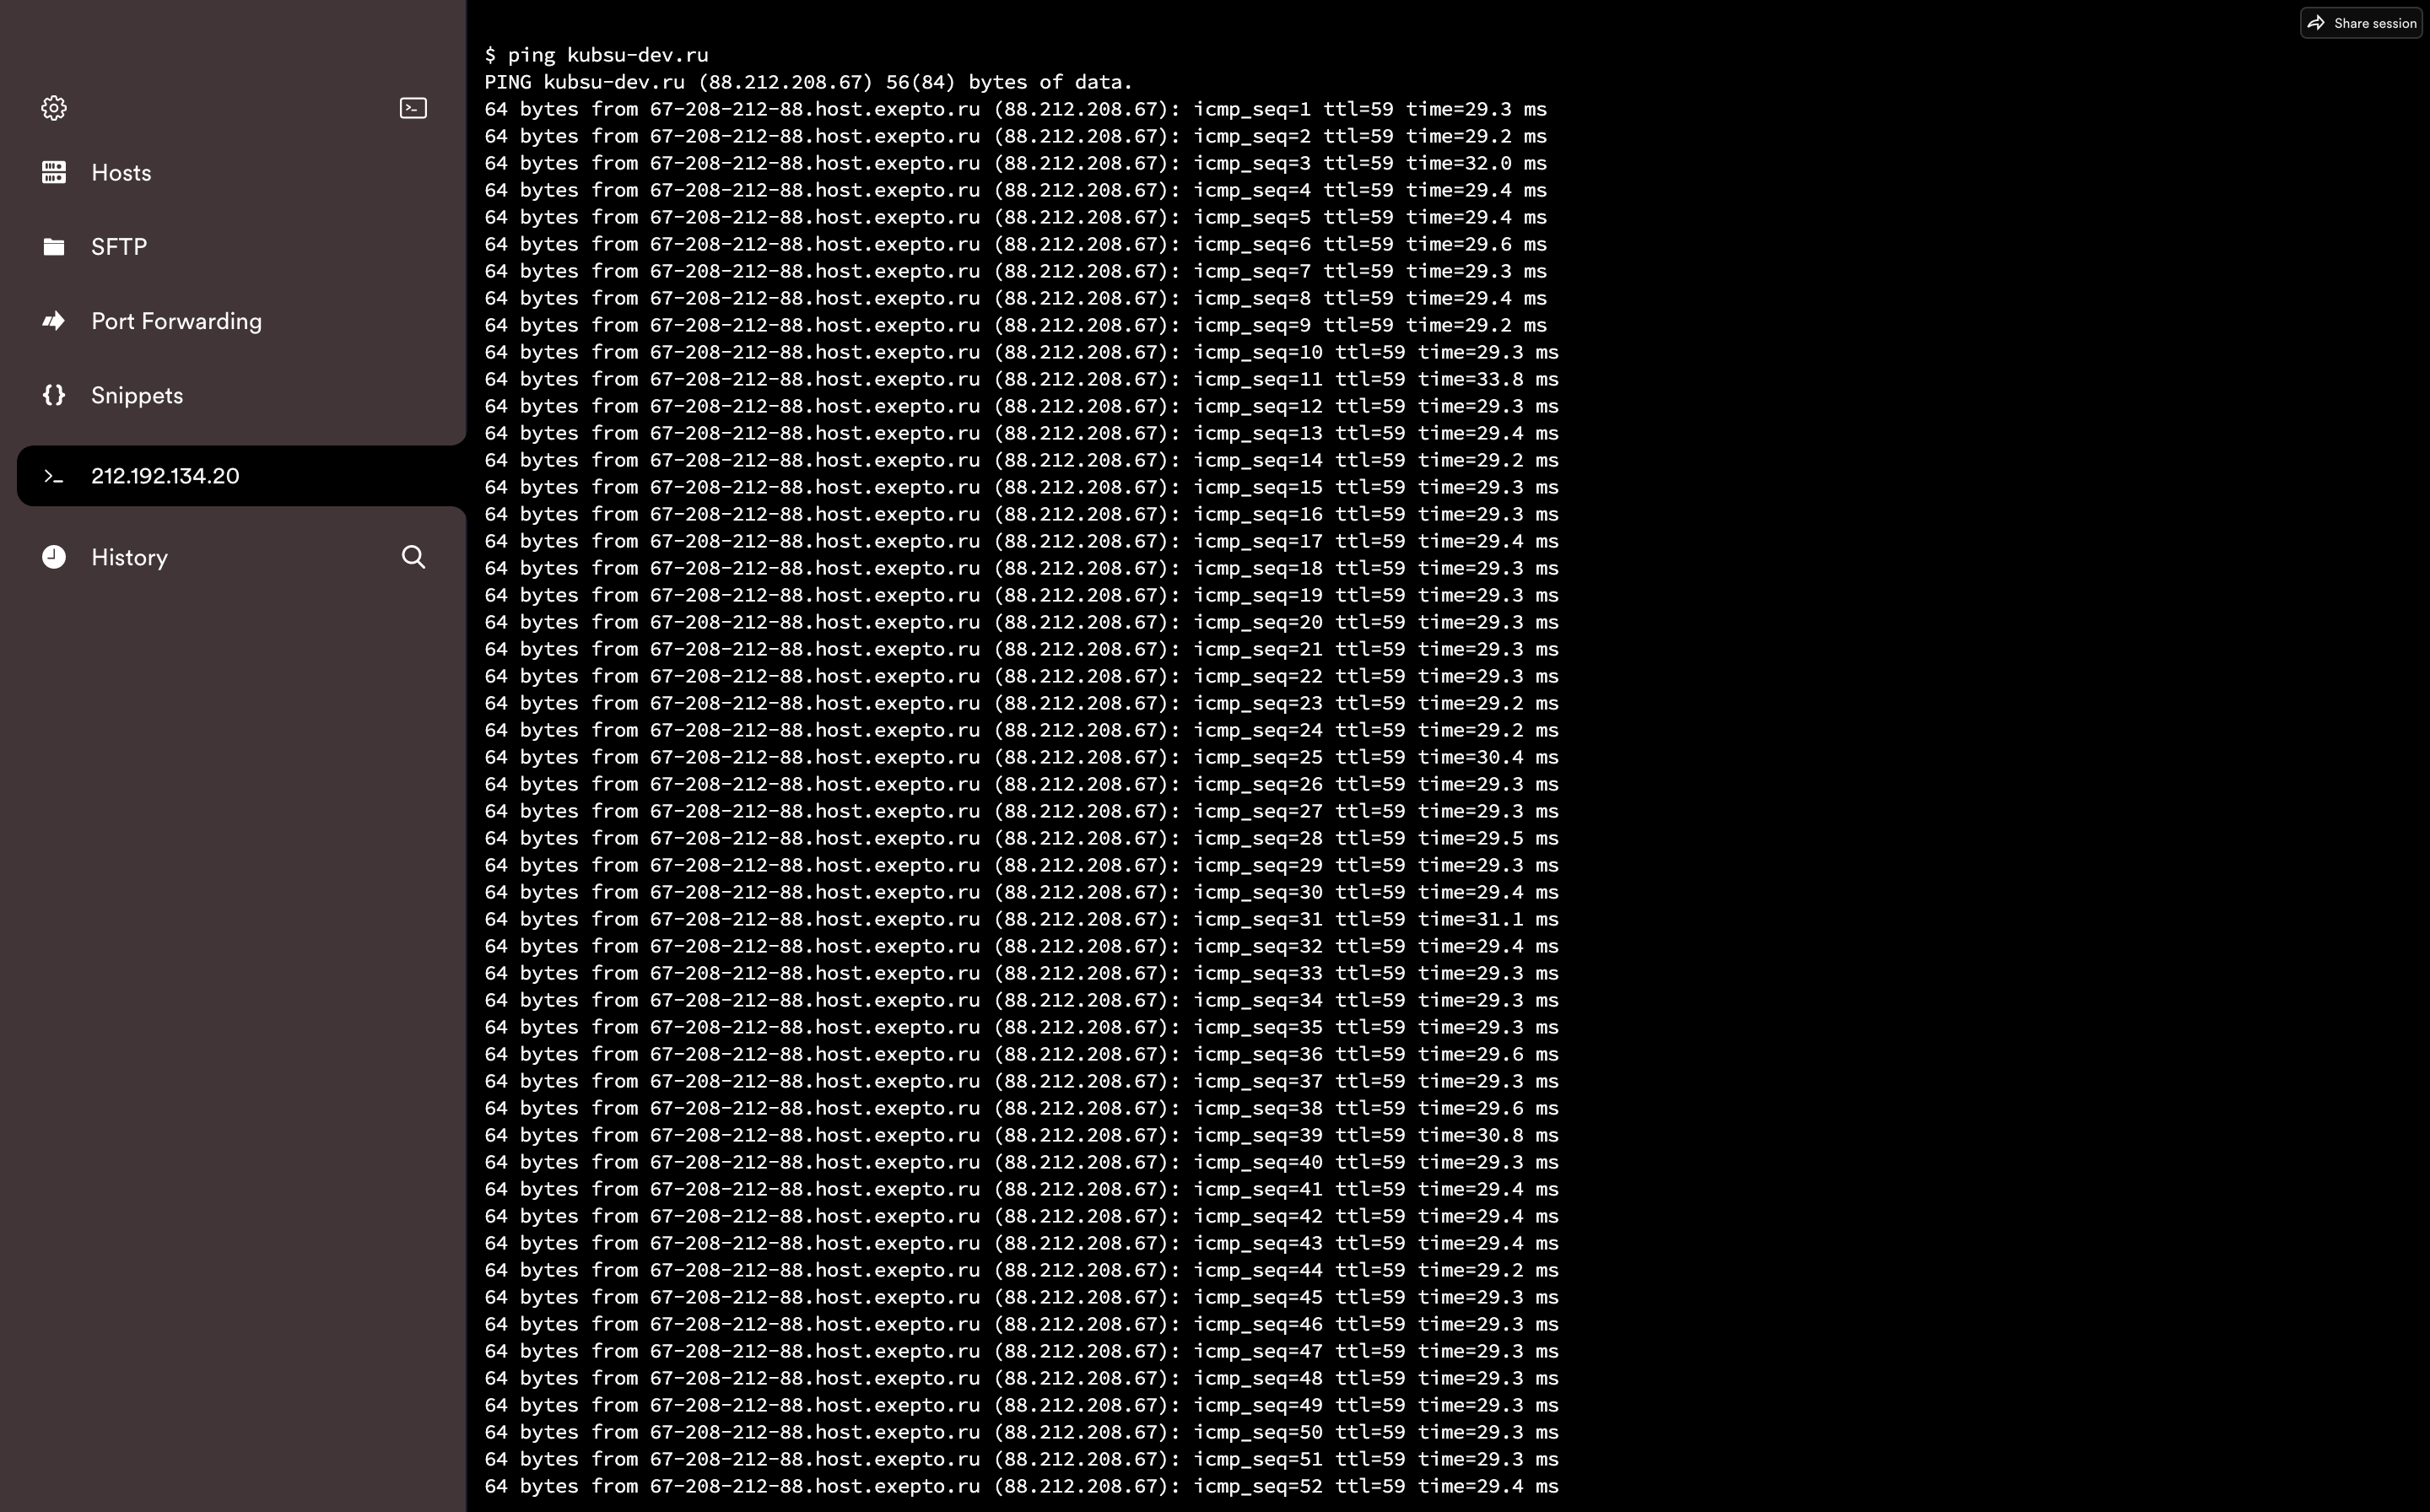 Share session
Hosts
SFTP
Port Forwarding
Snippets
212.192.134.20
History
$ ping kubsu-dev.ru
PING kubsu-dev.ru (88.212.208.67) 56(84) bytes of data.
64 bytes from 67-208-212-88.host.exepto.ru (88.212.208.67): icmp_seq=1 ttl=59 time=29.3 ms
64 bytes from 67-208-212-88.host.exepto.ru (88.212.208.67): icmp_seq=2 ttl=59 time=29.2 ms
64 bytes from 67-208-212-88.host.exepto.ru (88.212.208.67): icmp_seq=3 ttl=59 time=32.0 ms
64 bytes from 67-208-212-88.host.exepto.ru (88.212.208.67): icmp_seq=4 ttl=59 time=29.4 ms
64 bytes from 67-208-212-88.host.exepto.ru (88.212.208.67): icmp_seq=5 ttl=59 time=29.4 ms
64 bytes from 67-208-212-88.host.exepto.ru (88.212.208.67): icmp_seq=6 ttl=59 time=29.6 ms
64 bytes from 67-208-212-88.host.exepto.ru (88.212.208.67): icmp_seq=7 ttl=59 time=29.3 ms
64 bytes from 67-208-212-88.host.exepto.ru (88.212.208.67): icmp_seq=8 ttl=59 time=29.4 ms
64 bytes from 67-208-212-88.host.exepto.ru (88.212.208.67): icmp_seq=9 ttl=59 time=29.2 ms
64 bytes from 67-208-212-88.host.exepto.ru (88.212.208.67): icmp_seq=10 ttl=59 time=29.3 ms
64 bytes from 67-208-212-88.host.exepto.ru (88.212.208.67): icmp_seq=11 ttl=59 time=33.8 ms
64 bytes from 67-208-212-88.host.exepto.ru (88.212.208.67): icmp_seq=12 ttl=59 time=29.3 ms
64 bytes from 67-208-212-88.host.exepto.ru (88.212.208.67): icmp_seq=13 ttl=59 time=29.4 ms
64 bytes from 67-208-212-88.host.exepto.ru (88.212.208.67): icmp_seq=14 ttl=59 time=29.2 ms
64 bytes from 67-208-212-88.host.exepto.ru (88.212.208.67): icmp_seq=15 ttl=59 time=29.3 ms
64 bytes from 67-208-212-88.host.exepto.ru (88.212.208.67): icmp_seq=16 ttl=59 time=29.3 ms
64 bytes from 67-208-212-88.host.exepto.ru (88.212.208.67): icmp_seq=17 ttl=59 time=29.4 ms
64 bytes from 67-208-212-88.host.exepto.ru (88.212.208.67): icmp_seq=18 ttl=59 time=29.3 ms
64 bytes from 67-208-212-88.host.exepto.ru (88.212.208.67): icmp_seq=19 ttl=59 time=29.3 ms
64 bytes from 67-208-212-88.host.exepto.ru (88.212.208.67): icmp_seq=20 ttl=59 time=29.3 ms
64 bytes from 67-208-212-88.host.exepto.ru (88.212.208.67): icmp_seq=21 ttl=59 time=29.3 ms
64 bytes from 67-208-212-88.host.exepto.ru (88.212.208.67): icmp_seq=22 ttl=59 time=29.3 ms
64 bytes from 67-208-212-88.host.exepto.ru (88.212.208.67): icmp_seq=23 ttl=59 time=29.2 ms
64 bytes from 67-208-212-88.host.exepto.ru (88.212.208.67): icmp_seq=24 ttl=59 time=29.2 ms
64 bytes from 67-208-212-88.host.exepto.ru (88.212.208.67): icmp_seq=25 ttl=59 time=30.4 ms
64 bytes from 67-208-212-88.host.exepto.ru (88.212.208.67): icmp_seq=26 ttl=59 time=29.3 ms
64 bytes from 67-208-212-88.host.exepto.ru (88.212.208.67): icmp_seq=27 ttl=59 time=29.3 ms
64 bytes from 67-208-212-88.host.exepto.ru (88.212.208.67): icmp_seq=28 ttl=59 time=29.5 ms
64 bytes from 67-208-212-88.host.exepto.ru (88.212.208.67): icmp_seq=29 ttl=59 time=29.3 ms
64 bytes from 67-208-212-88.host.exepto.ru (88.212.208.67): icmp_seq=30 ttl=59 time=29.4 ms
64 bytes from 67-208-212-88.host.exepto.ru (88.212.208.67): icmp_seq=31 ttl=59 time=31.1 ms
64 bytes from 67-208-212-88.host.exepto.ru (88.212.208.67): icmp_seq=32 ttl=59 time=29.4 ms
64 bytes from 67-208-212-88.host.exepto.ru (88.212.208.67): icmp_seq=33 ttl=59 time=29.3 ms
64 bytes from 67-208-212-88.host.exepto.ru (88.212.208.67): icmp_seq=34 ttl=59 time=29.3 ms
64 bytes from 67-208-212-88.host.exepto.ru (88.212.208.67): icmp_seq=35 ttl=59 time=29.3 ms
64 bytes from 67-208-212-88.host.exepto.ru (88.212.208.67): icmp_seq=36 ttl=59 time=29.6 ms
64 bytes from 67-208-212-88.host.exepto.ru (88.212.208.67): icmp_seq=37 ttl=59 time=29.3 ms
64 bytes from 67-208-212-88.host.exepto.ru (88.212.208.67): icmp_seq=38 ttl=59 time=29.6 ms
64 bytes from 67-208-212-88.host.exepto.ru (88.212.208.67): icmp_seq=39 ttl=59 time=30.8 ms
64 bytes from 67-208-212-88.host.exepto.ru (88.212.208.67): icmp_seq=40 ttl=59 time=29.3 ms
64 bytes from 67-208-212-88.host.exepto.ru (88.212.208.67): icmp_seq=41 ttl=59 time=29.4 ms
64 bytes from 67-208-212-88.host.exepto.ru (88.212.208.67): icmp_seq=42 ttl=59 time=29.4 ms
64 bytes from 67-208-212-88.host.exepto.ru (88.212.208.67): icmp_seq=43 ttl=59 time=29.4 ms
64 bytes from 67-208-212-88.host.exepto.ru (88.212.208.67): icmp_seq=44 ttl=59 time=29.2 ms
64 bytes from 67-208-212-88.host.exepto.ru (88.212.208.67): icmp_seq=45 ttl=59 time=29.3 ms
64 bytes from 67-208-212-88.host.exepto.ru (88.212.208.67): icmp_seq=46 ttl=59 time=29.3 ms
64 bytes from 67-208-212-88.host.exepto.ru (88.212.208.67): icmp_seq=47 ttl=59 time=29.3 ms
64 bytes from 67-208-212-88.host.exepto.ru (88.212.208.67): icmp_seq=48 ttl=59 time=29.3 ms
64 bytes from 67-208-212-88.host.exepto.ru (88.212.208.67): icmp_seq=49 ttl=59 time=29.3 ms
64 bytes from 67-208-212-88.host.exepto.ru (88.212.208.67): icmp_seq=50 ttl=59 time=29.3 ms
64 bytes from 67-208-212-88.host.exepto.ru (88.212.208.67): icmp_seq=51 ttl=59 time=29.3 ms
64 bytes from 67-208-212-88.host.exepto.ru (88.212.208.67): icmp_seq=52 ttl=59 time=29.4 ms